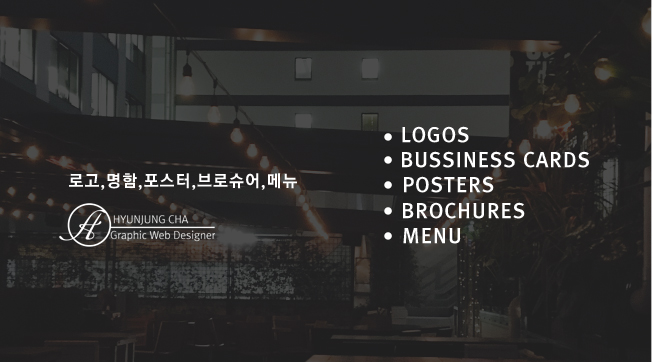 로고,명함,포스터,브로슈어,메뉴
HYUNJUNG CHA
Graphic Web Designer
• LOGOS
• BUSSINESS CARDS
• POSTERS
• BROCHURES
• MENU